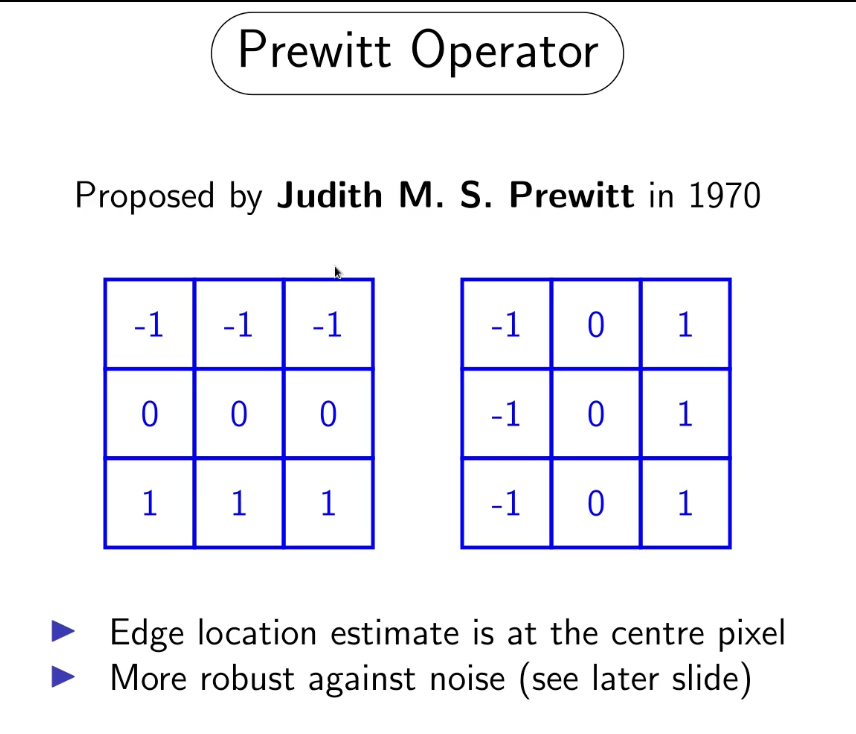 Prewitt Operator
Proposed by Judith M. S. Prewitt in 1970
-1 -1 -1 -1 0 1
0 0 0 -1 0 1
1 1 1 -1 0 1
▶ Edge location estimate is at the centre pixel
▶ More robust against noise (see later slide)